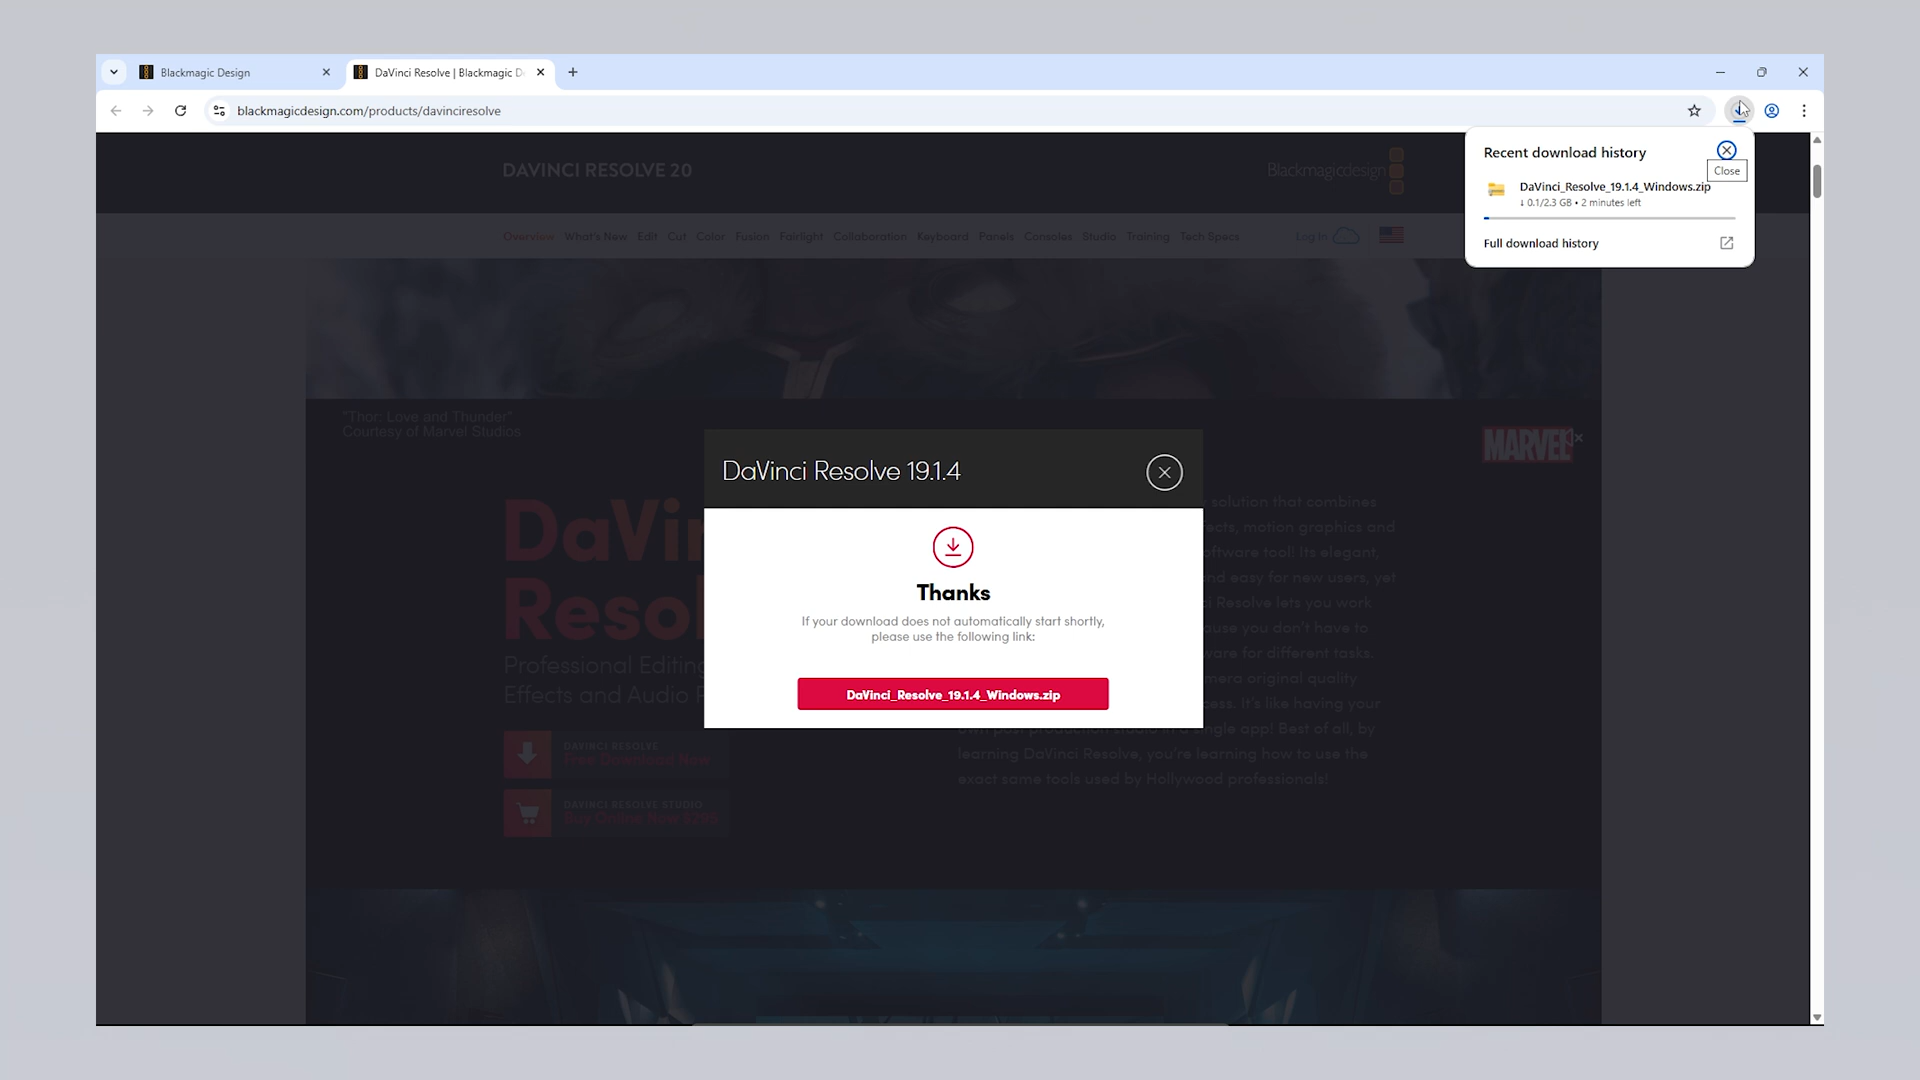 Blackmagic Design
DaVinci Resolve | Blackmagic D
blackmagicdesign.com/products/davinciresolve
Recent download history
Close
DaVinci_Resolve_19.1.4_Windows.zip
↓ 0.1/2.3 GB • 2 minutes left
Full download history
DAVINCI RESOLVE 20
Blackmagicdesign
Overview What's New Edit Cut Color Fusion Fairlight Collaboration Keyboard Panels Consoles Studio Training Tech Specs Log In
"Thor: Love and Thunder"
Courtesy of Marvel Studios
MARVEL
DaVinci Resolve 19.1.4
Thanks
If your download does not automatically start shortly,
please use the following link:
DaVinci_Resolve_19.1.4_Windows.zip
DaVin
Resol
Professional Editing
Effects and Audio P
DAVINCI RESOLVE
Free Download Now
DAVINCI RESOLVE STUDIO
Buy Online Now $295
solution that combines
ects, motion graphics and
oftware tool! Its elegant,
nd easy for new users, yet
ci Resolve lets you work
ause you don't have to
ware for different tasks.
mera original quality
cess. It's like having your
own post production studio in a single app! Best of all, by
learning DaVinci Resolve, you're learning how to use the
exact same tools used by Hollywood professionals!